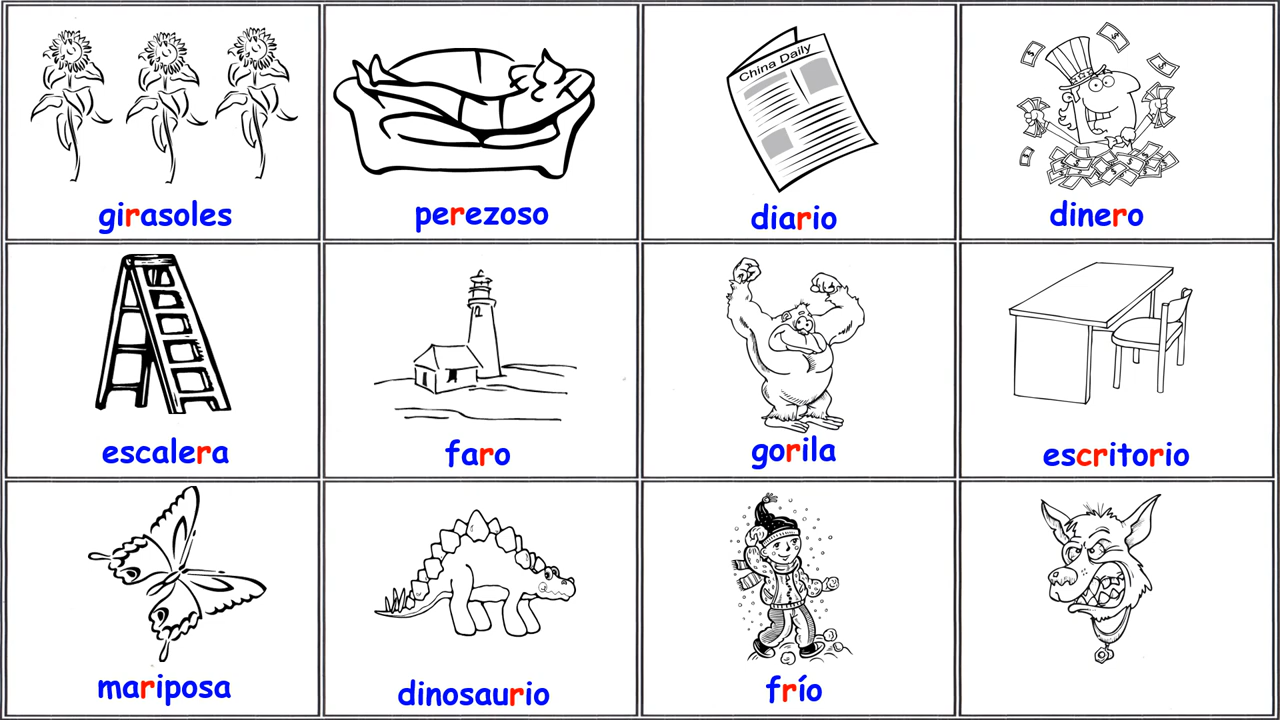 girasoles
perezoso
China Daily
diario
dinero
escalera
faro
gorila
escritorio
mariposa
dinosaurio
frío